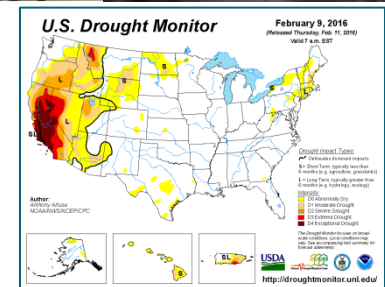 U.S. Drought Monitor
February 9, 2016
(Released Thursday, Feb. 11, 2016)
Valid 7 a.m. EST
L
S
S
L
S
L
SL
L
Drought Impact Types:
Delineates dominant impacts
S = Short-Term, typically less than
6 months (e.g. agriculture, grasslands)
L = Long-Term, typically greater than
6 months (e.g. hydrology, ecology)
Intensity:
D0 Abnormally Dry
D1 Moderate Drought
D2 Severe Drought
D3 Extreme Drought
D4 Exceptional Drought
Author:
Anthony Artusa
NOAA/NWS/NCEP/CPC
The Drought Monitor focuses on broad-
scale conditions. Local conditions may
vary. See accompanying text summary for
forecast statements.
S
SL
USDA
http://droughtmonitor.unl.edu/